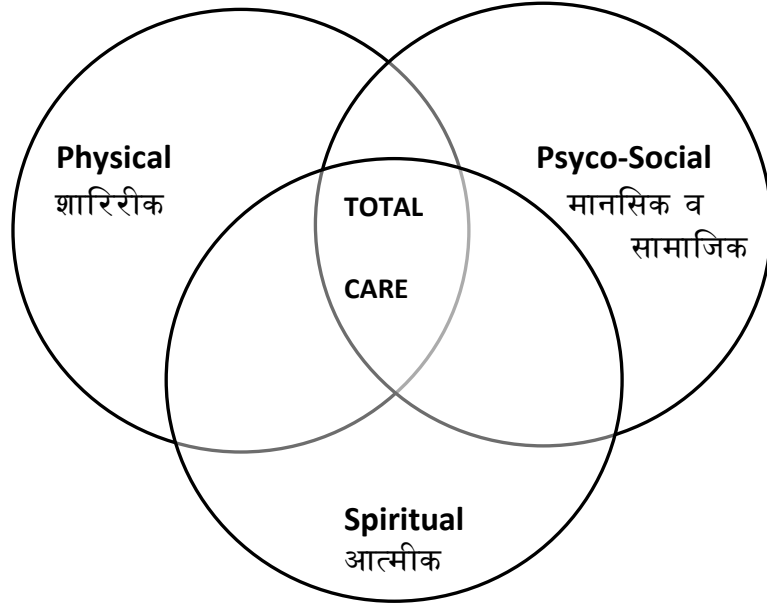 Physical
शारिरीक
Psyco-Social
मानसिक व
सामाजिक
TOTAL
CARE
Spiritual
आत्मीक